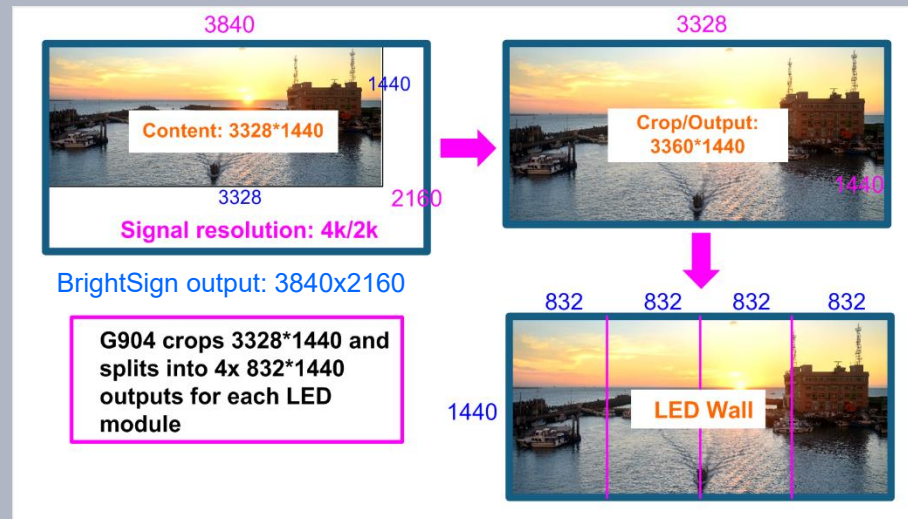 3840
Content: 3328*1440
1440
3328
2160
Signal resolution: 4k/2k
BrightSign output: 3840x2160
G904 crops 3328*1440 and
splits into 4x 832*1440
outputs for each LED
module
3328
Crop/Output:
3360*1440
1440
832 832 832 832
1440
LED Wall